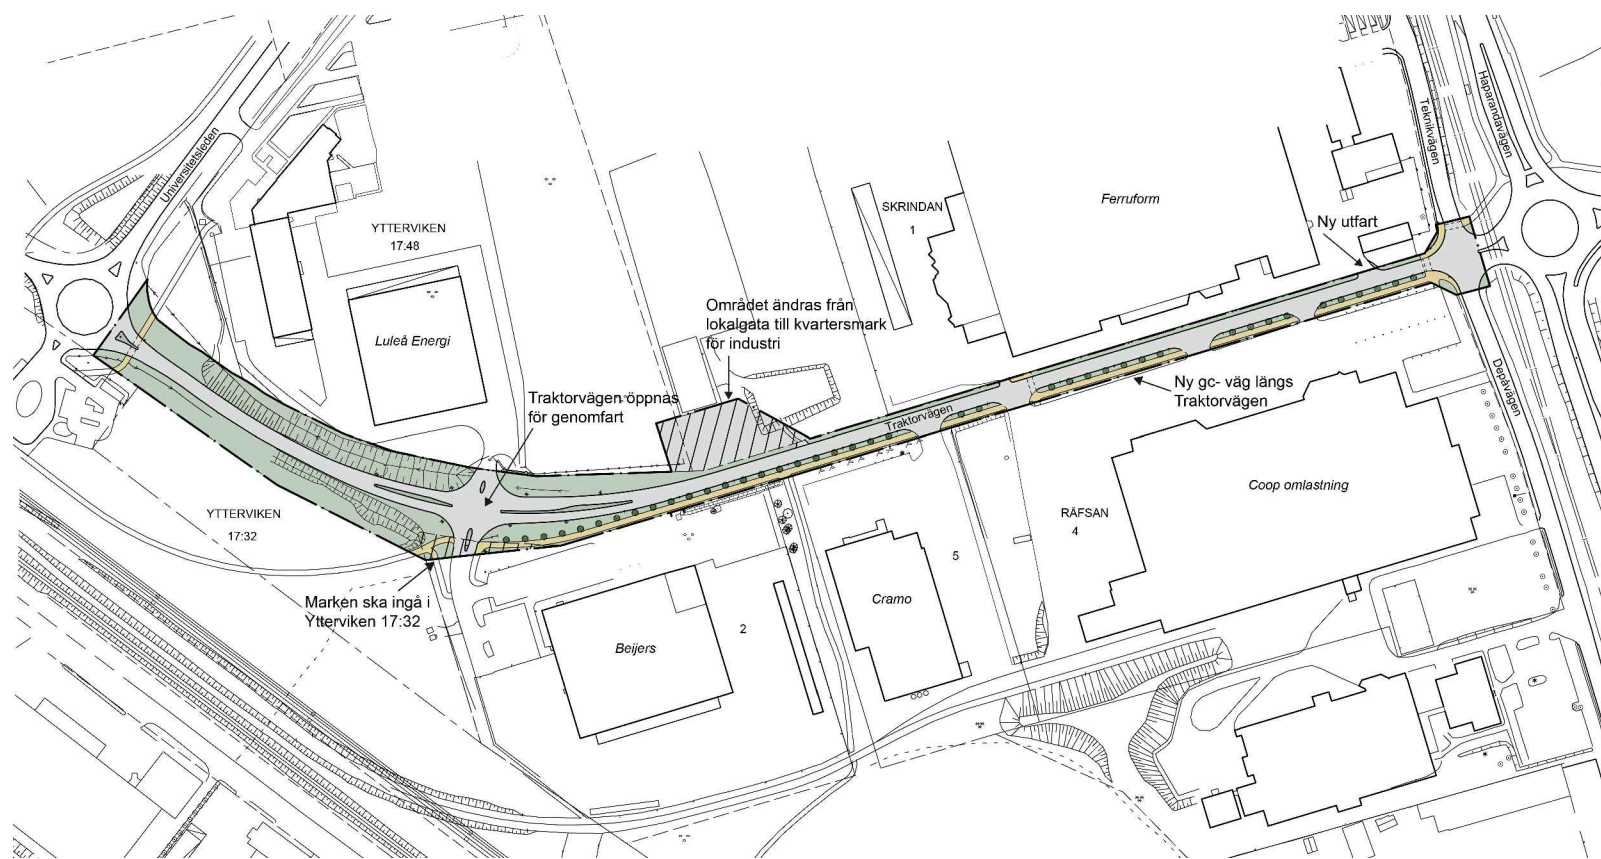 Universitetsleden
YTTERVIKEN
17:48
Luleå Energi
SKRINDAN
1
Ferruform
Teknikvägen
Haparandavägen
Ny utfart
Området ändras från
lokalgata till kvartersmark
för industri
Traktorvägen öppnas
för genomfart
Traktorvägen
Ny gc- väg längs
Traktorvägen
Depåvägen
Coop omlastning
YTTERVIKEN
17:32
RÄFSAN
4
5
Marken ska ingå i
Ytterviken 17:32
Cramo
2
Beijers